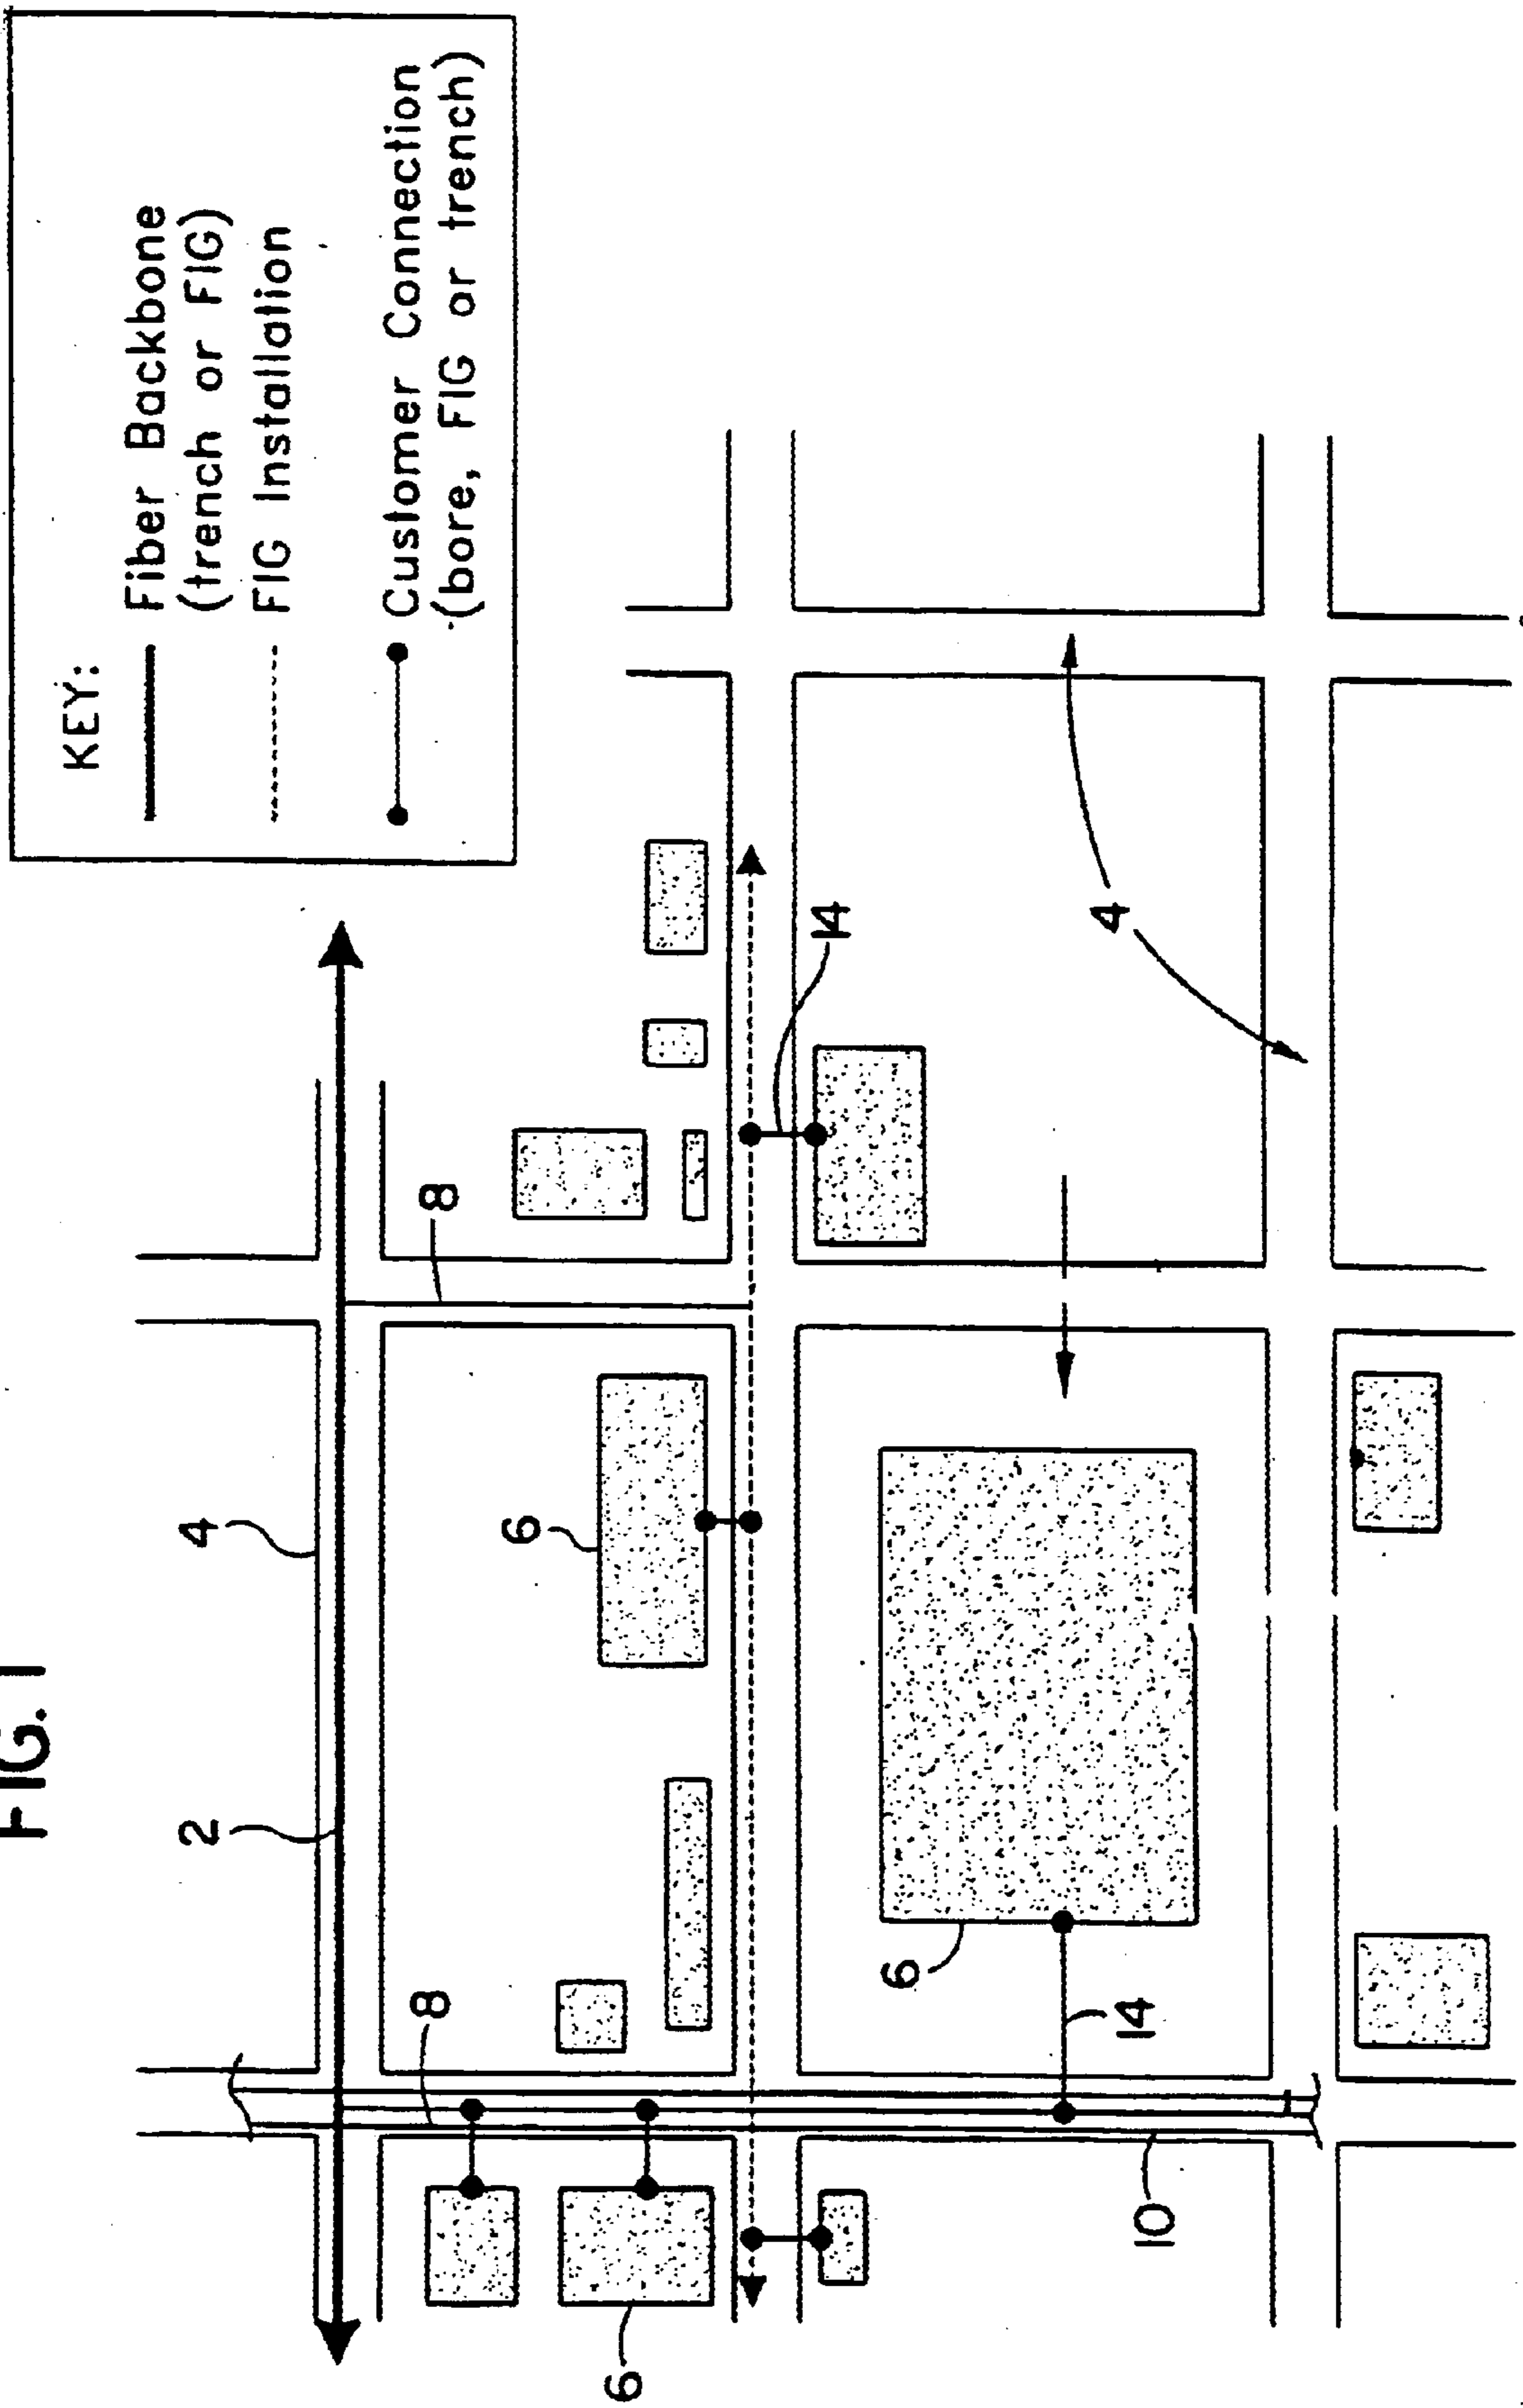 FIG. 1
KEY:
Fiber Backbone
(trench or FIG)
FIG Installation
Customer Connection
(bore, FIG or trench)
2
4
8
8
6
14
4
6
6
14
10